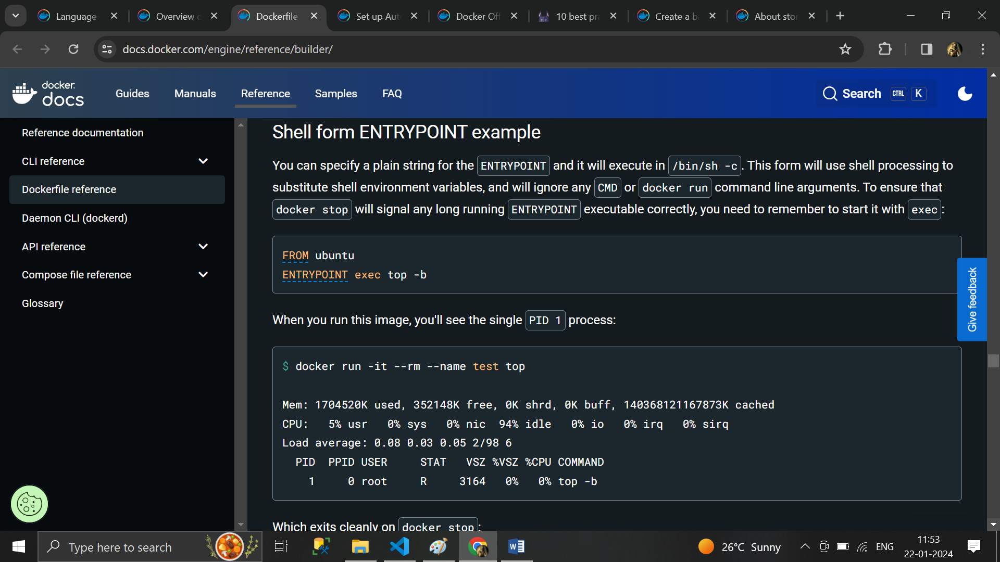 Language-
Overview c
Dockerfile
Set up Aut
Docker Off
10 best pra
Create a ba
About stor
docs.docker.com/engine/reference/builder/
docker
docs
Guides
Manuals
Reference
Samples
FAQ
Search
CTRL
K
Reference documentation
CLI reference
Dockerfile reference
Daemon CLI (dockerd)
API reference
Compose file reference
Glossary
Shell form ENTRYPOINT example
You can specify a plain string for the ENTRYPOINT and it will execute in /bin/sh -c. This form will use shell processing to
substitute shell environment variables, and will ignore any CMD or docker run command line arguments. To ensure that
docker stop will signal any long running ENTRYPOINT executable correctly, you need to remember to start it with exec:
FROM ubuntu
ENTRYPOINT exec top -b
When you run this image, you'll see the single PID 1 process:
$ docker run -it --rm --name test top
Mem: 1704520K used, 352148K free, 0K shrd, 0K buff, 140368121167873K cached
CPU:   5% usr   0% sys   0% nic  94% idle   0% io   0% irq   0% sirq
Load average: 0.08 0.03 0.05 2/98 6
  PID  PPID USER     STAT   VSZ %VSZ %CPU COMMAND
    1     0 root     R     3164   0%   0% top -b
Which exits cleanly on docker stop:
Give feedback
Type here to search
26°C Sunny
ENG
11:53
22-01-2024